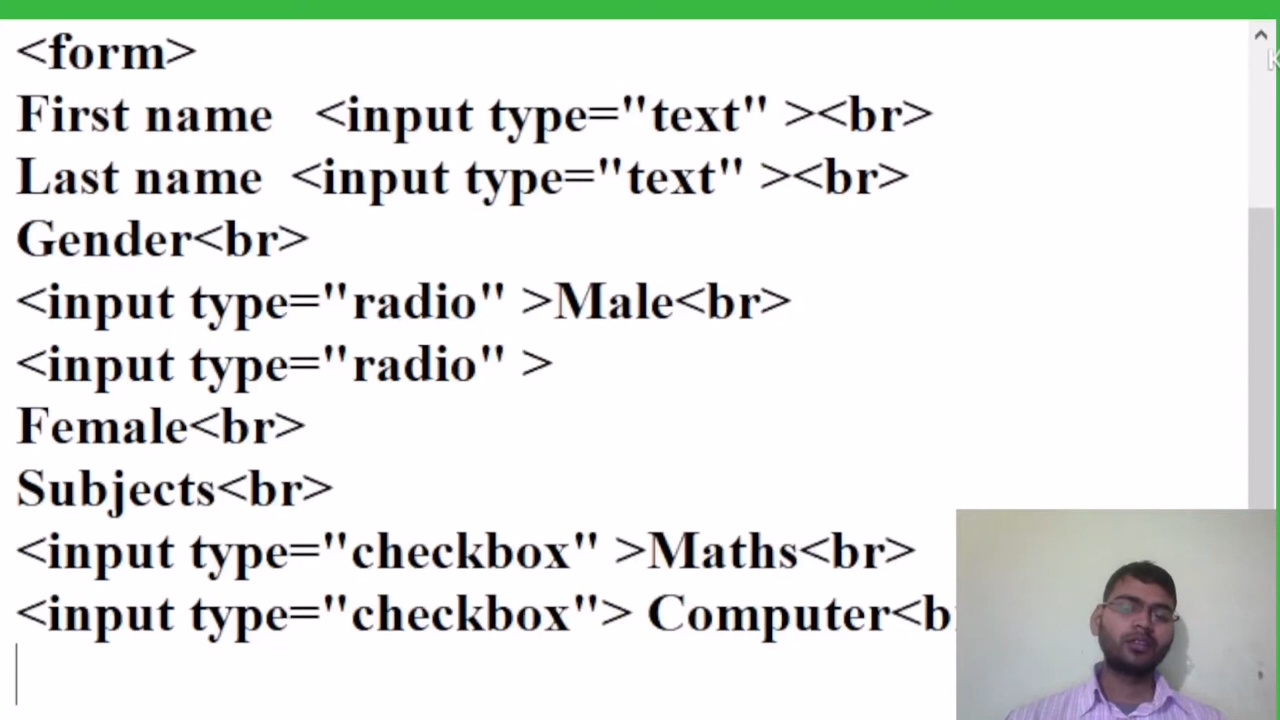 <form>
First name   <input type="text" ><br>
Last name  <input type="text" ><br>
Gender<br>
<input type="radio" >Male<br>
<input type="radio" >
Female<br>
Subjects<br>
<input type="checkbox" >Maths<br>
<input type="checkbox"> Computer<b